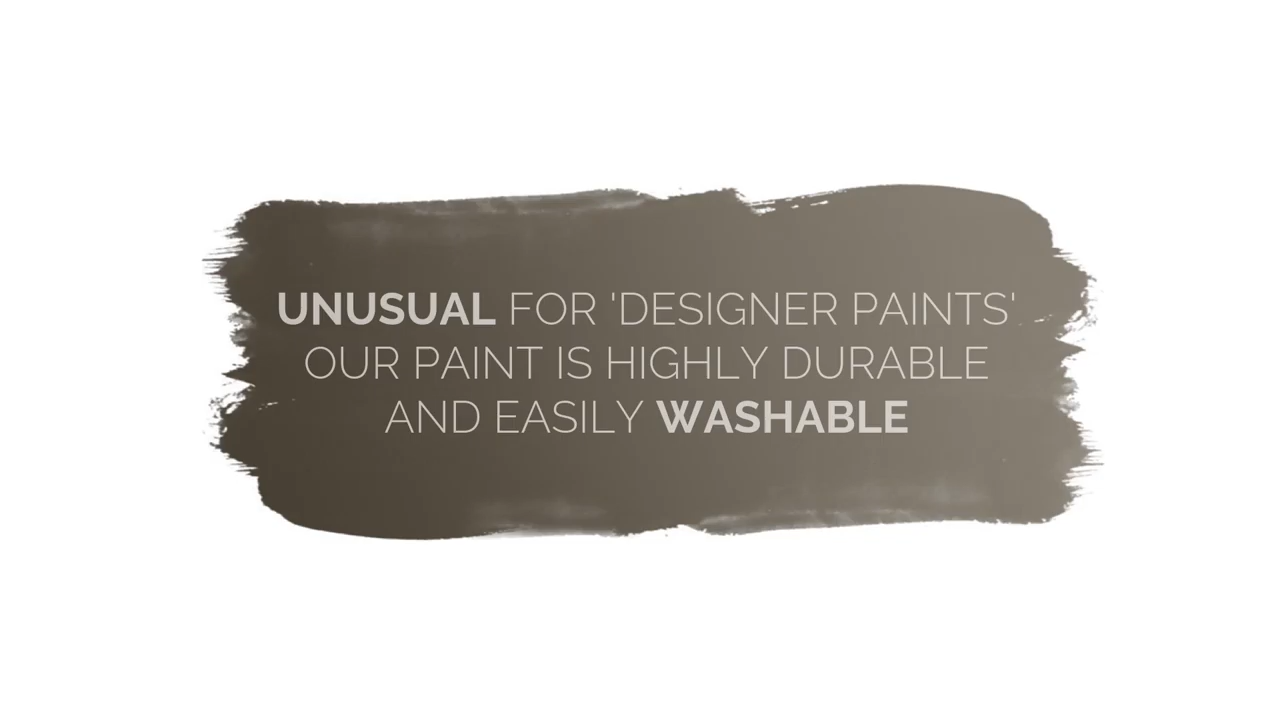 UNUSUAL FOR 'DESIGNER PAINTS'
OUR PAINT IS HIGHLY DURABLE
AND EASILY WASHABLE